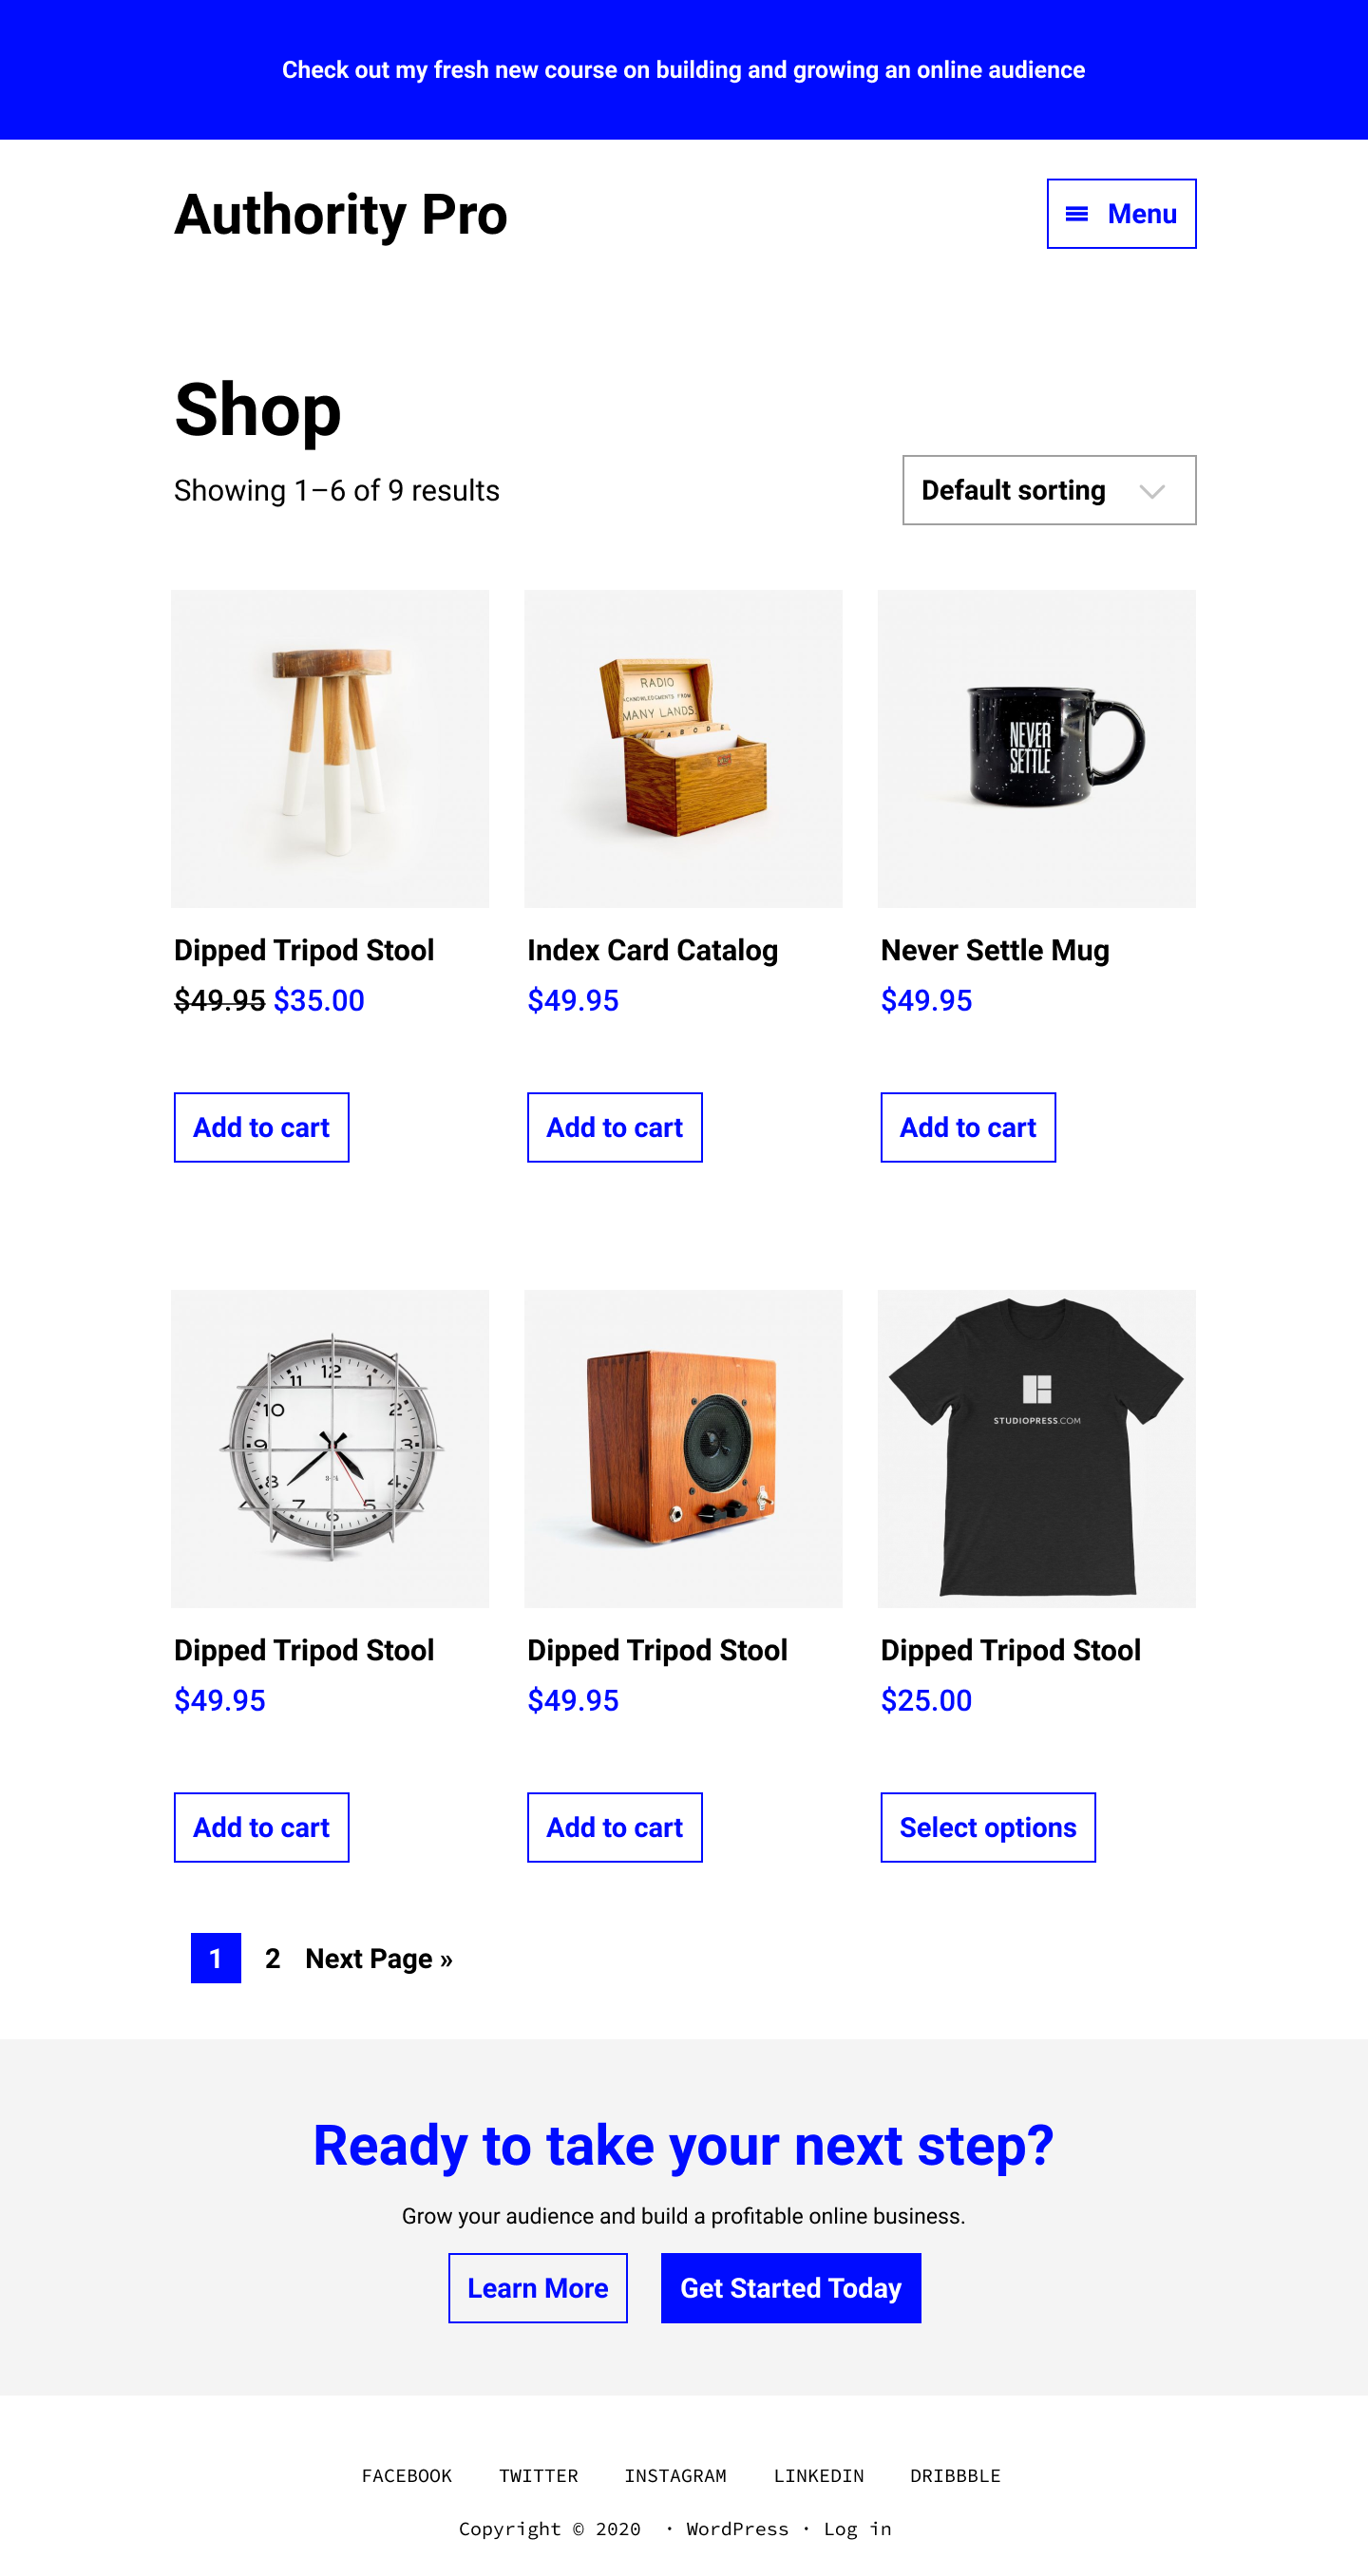 Check out my fresh new course on building and growing an online audience
Authority Pro
Menu
Shop
Showing 1–6 of 9 results
Default sorting
RADIO
ACKNOWLEDGMENTS FROM
MANY LANDS
A B C D E
NEVER
SETTLE
Dipped Tripod Stool
$49.95 $35.00
Index Card Catalog
$49.95
Never Settle Mug
$49.95
Add to cart
Add to cart
Add to cart
12
11 1
10 2
9 3
8 4
7 5
6
STUDIOPRESS.COM
Dipped Tripod Stool
$49.95
Dipped Tripod Stool
$49.95
Dipped Tripod Stool
$25.00
Add to cart
Add to cart
Select options
1 2 Next Page »
Ready to take your next step?
Grow your audience and build a profitable online business.
Learn More
Get Started Today
FACEBOOK TWITTER INSTAGRAM LINKEDIN DRIBBBLE
Copyright © 2020 · WordPress · Log in